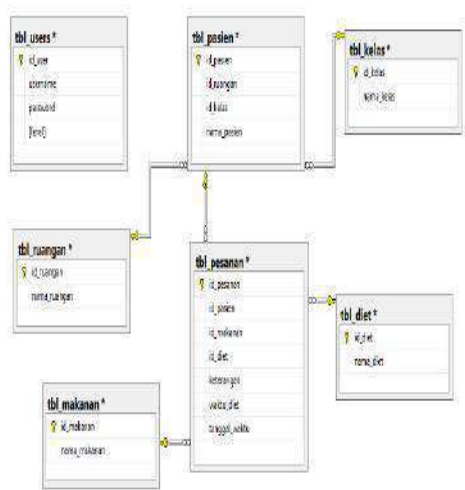 tbl_users *
id_user
username
password
[level]
tbl_pasien *
id_pasien
id_ruangan
id_kelas
nama_pasien
tbl_kelas *
id_kelas
nama_kelas
tbl_ruangan *
id_ruangan
nama_ruangan
tbl_pesanan *
id_pesanan
id_pasien
id_makanan
id_diet
keterangan
waktu_diet
tanggal_waktu
tbl_diet *
id_diet
nama_diet
tbl_makanan *
id_makanan
nama_makanan